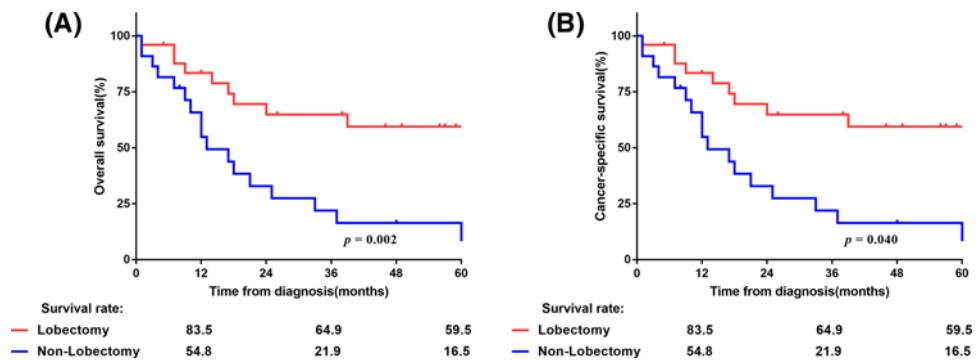 (A)
100
75
50
25
0
Overall survival(%)
p = 0.002
0 12 24 36 48 60
Time from diagnosis(months)
Survival rate:
Lobectomy 83.5 64.9 59.5
Non-Lobectomy 54.8 21.9 16.5
(B)
100
75
50
25
0
Cancer-specific survival(%)
p = 0.040
0 12 24 36 48 60
Time from diagnosis(months)
Survival rate:
Lobectomy 83.5 64.9 59.5
Non-Lobectomy 54.8 21.9 16.5